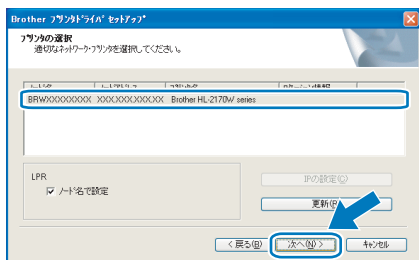 Brother プリンタドライバ セットアップ
プリンタの選択
適切なネットワーク・プリンタを選択してください。
BRWXXXXXXXXX XXX.XXX.XXX.XX Brother HL-2170W series
LPR
ノード名で設定
IPの設定(C)
更新(R)
< 戻る(B) 次へ(N) > キャンセル